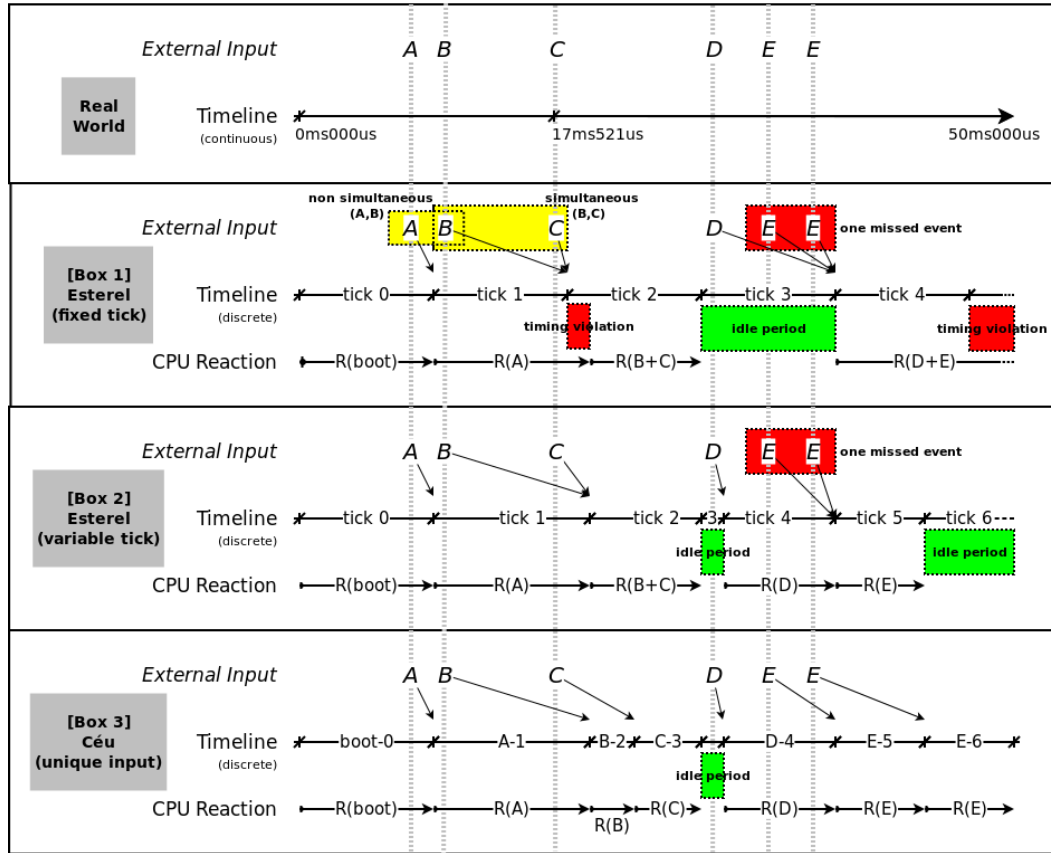 External Input A B C D E E
Real
World
Timeline
(continuous)
0ms000us 17ms521us 50ms000us
non simultaneous
(A,B)
simultaneous
(B,C)
External Input A B C D E E one missed event
[Box 1]
Esterel
(fixed tick)
Timeline tick 0 tick 1 tick 2 tick 3 tick 4
(discrete)
timing violation idle period timing violation
CPU Reaction R(boot) R(A) R(B+C) R(D+E)
External Input A B C D E E one missed event
[Box 2]
Esterel
(variable tick)
Timeline tick 0 tick 1 tick 2 3 tick 4 tick 5 tick 6
(discrete)
idle period idle period
CPU Reaction R(boot) R(A) R(B+C) R(D) R(E)
External Input A B C D E E
[Box 3]
Céu
(unique input)
Timeline boot-0 A-1 B-2 C-3 D-4 E-5 E-6
(discrete)
idle period
CPU Reaction R(boot) R(A) R(B) R(C) R(D) R(E) R(E)